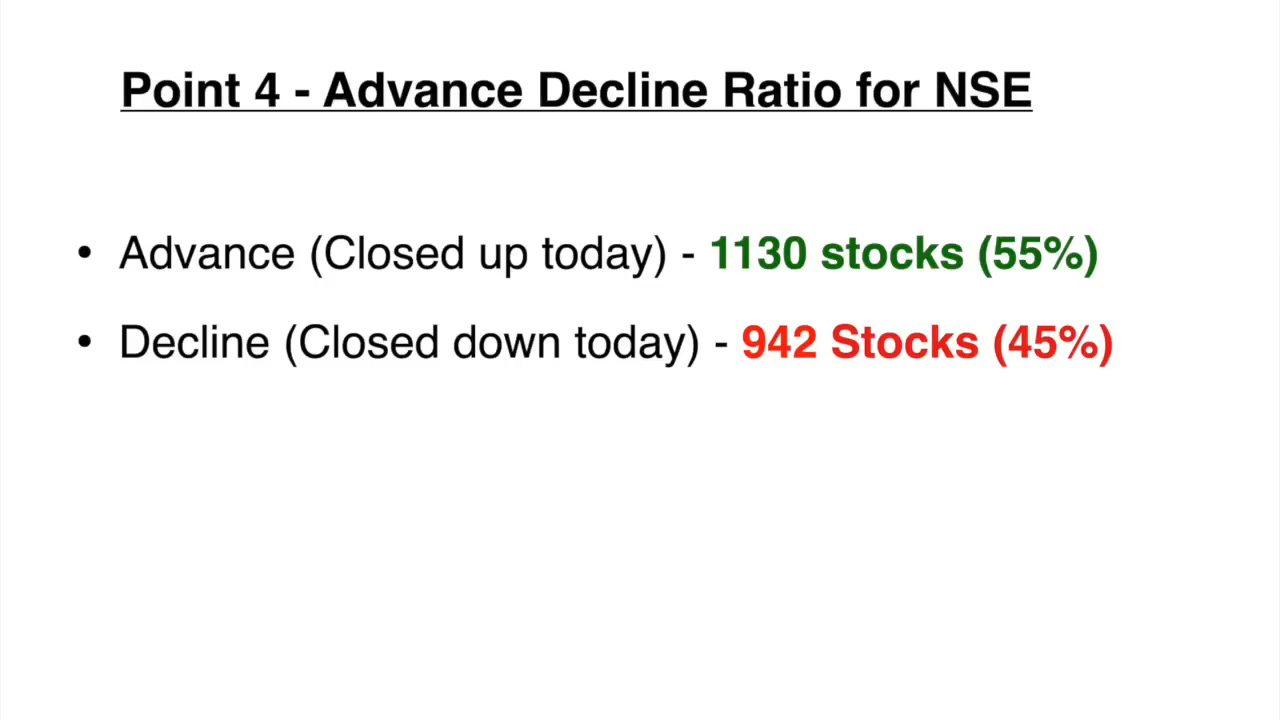 Point 4 - Advance Decline Ratio for NSE
• Advance (Closed up today) - 1130 stocks (55%)
• Decline (Closed down today) - 942 Stocks (45%)